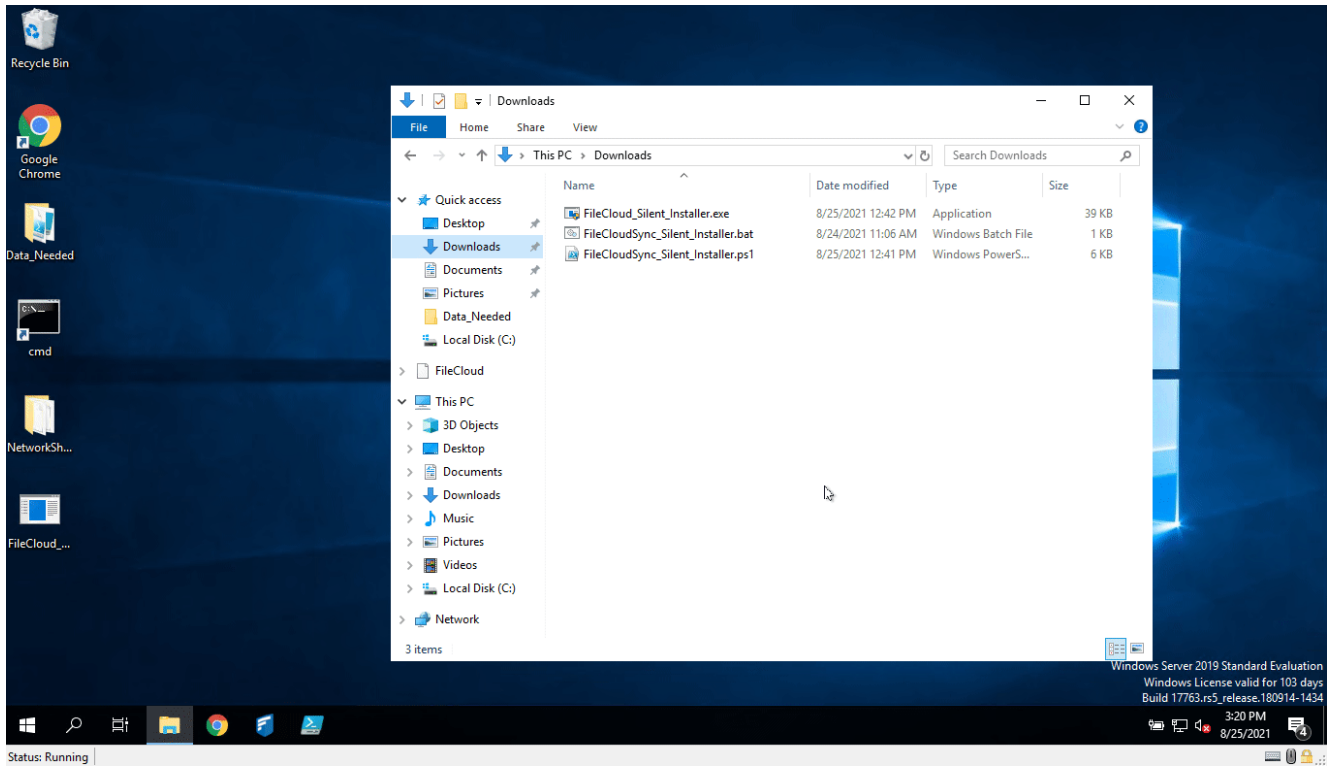 Recycle Bin
Google
Chrome
Data_Needed
cmd
NetworkSh...
FileCloud_...
Downloads
File Home Share View
This PC > Downloads
Search Downloads
Quick access
Desktop
Downloads
Documents
Pictures
Data_Needed
Local Disk (C:)
FileCloud
This PC
3D Objects
Desktop
Documents
Downloads
Music
Pictures
Videos
Local Disk (C:)
Network
Name Date modified Type Size
FileCloud_Silent_Installer.exe 8/25/2021 12:42 PM Application 39 KB
FileCloudSync_Silent_Installer.bat 8/24/2021 11:06 AM Windows Batch File 1 KB
FileCloudSync_Silent_Installer.ps1 8/25/2021 12:41 PM Windows PowerS... 6 KB
3 items
Windows Server 2019 Standard Evaluation
Windows License valid for 103 days
Build 17763.rs5_release.180914-1434
3:20 PM
8/25/2021
4
Status: Running